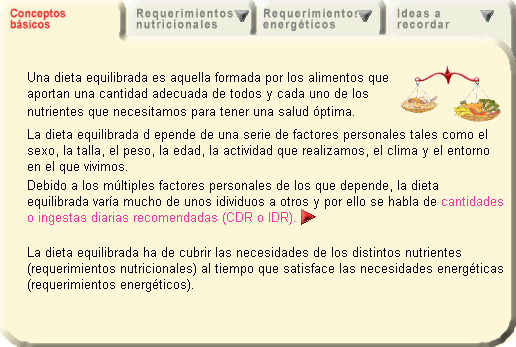 Conceptos
básicos
Requerimientos
nutricionales
Requerimientos
energéticos
Ideas a
recordar
Una dieta equilibrada es aquella formada por los alimentos que
aportan una cantidad adecuada de todos y cada uno de los
nutrientes que necesitamos para tener una salud óptima.
La dieta equilibrada d epende de una serie de factores personales tales como el
sexo, la talla, el peso, la edad, la actividad que realizamos, el clima y el entorno
en el que vivimos.
Debido a los múltiples factores personales de los que depende, la dieta
equilibrada varía mucho de unos idividuos a otros y por ello se habla de cantidades
o ingestas diarias recomendadas (CDR o IDR).
La dieta equilibrada ha de cubrir las necesidades de los distintos nutrientes
(requerimientos nutricionales) al tiempo que satisface las necesidades energéticas
(requerimientos energéticos).